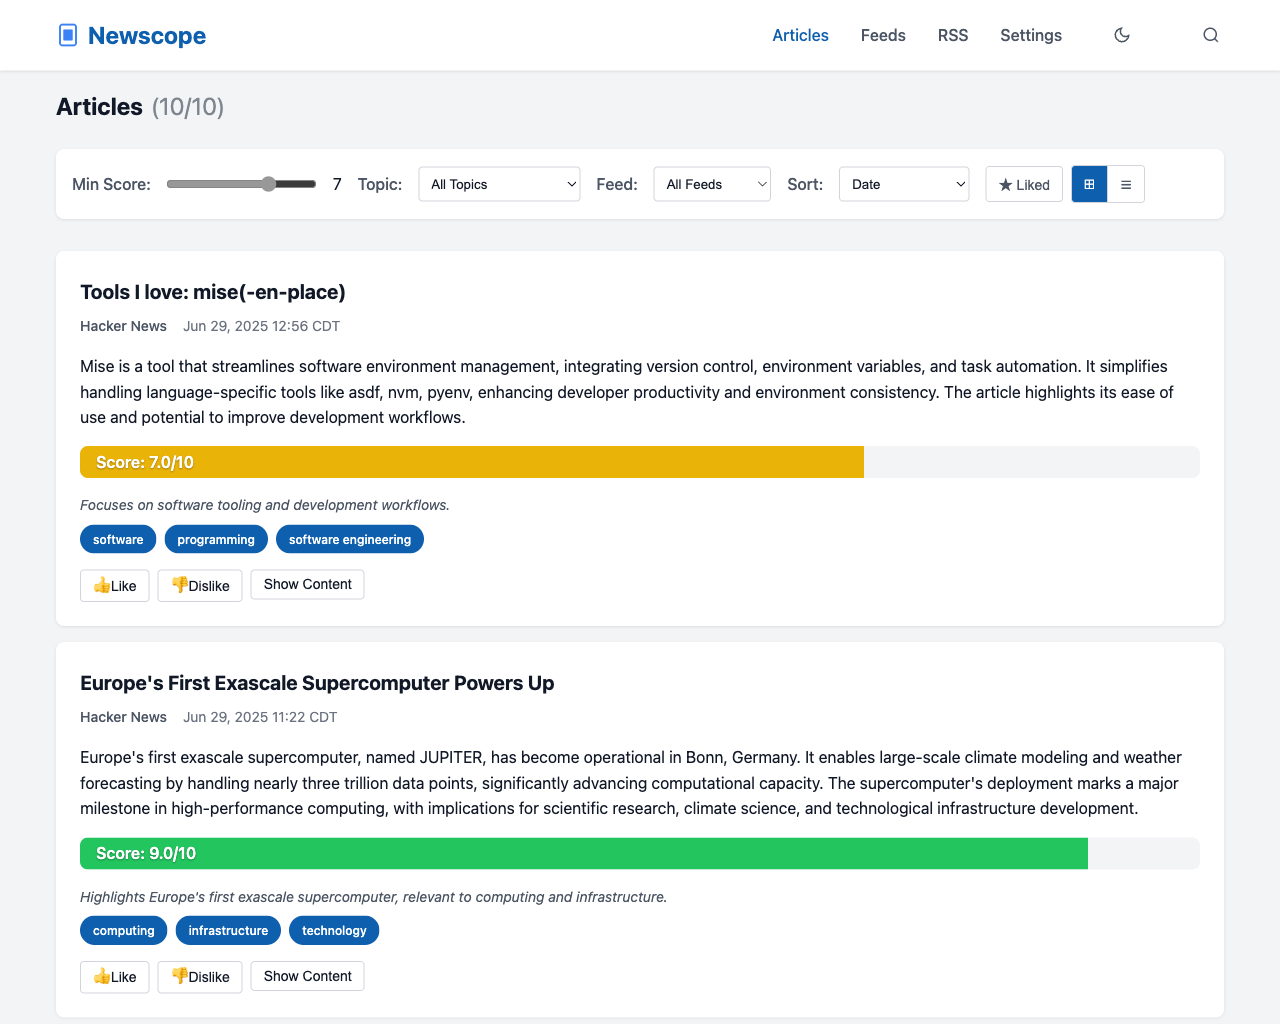 Newscope
Articles Feeds RSS Settings
Articles (10/10)
Min Score: 7 Topic: All Topics Feed: All Feeds Sort: Date ★ Liked
Tools I love: mise(-en-place)
Hacker News Jun 29, 2025 12:56 CDT
Mise is a tool that streamlines software environment management, integrating version control, environment variables, and task automation. It simplifies
handling language-specific tools like asdf, nvm, pyenv, enhancing developer productivity and environment consistency. The article highlights its ease of
use and potential to improve development workflows.
Score: 7.0/10
Focuses on software tooling and development workflows.
software programming software engineering
👍Like 👎Dislike Show Content
Europe's First Exascale Supercomputer Powers Up
Hacker News Jun 29, 2025 11:22 CDT
Europe's first exascale supercomputer, named JUPITER, has become operational in Bonn, Germany. It enables large-scale climate modeling and weather
forecasting by handling nearly three trillion data points, significantly advancing computational capacity. The supercomputer's deployment marks a major
milestone in high-performance computing, with implications for scientific research, climate science, and technological infrastructure development.
Score: 9.0/10
Highlights Europe's first exascale supercomputer, relevant to computing and infrastructure.
computing infrastructure technology
👍Like 👎Dislike Show Content